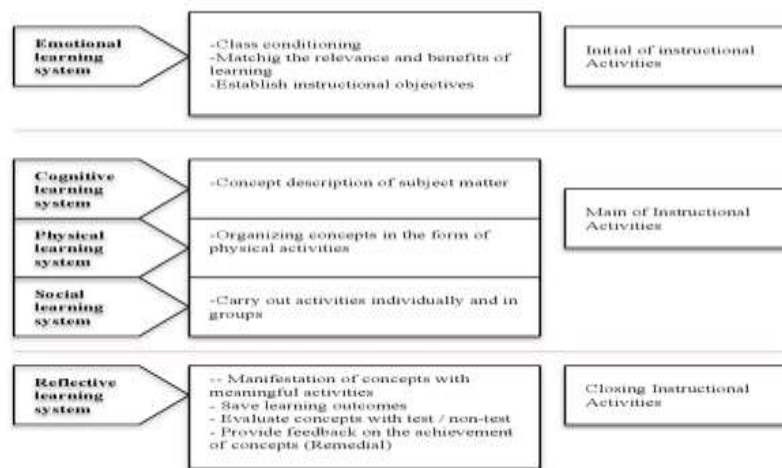 Emotional
learning
system
-Class conditioning
-Matchig the relevance and benefits of
learning
-Establish instructional objectives
Initial of instructional
Activities
Cognitive
learning
system
-Concept description of subject matter
Physical
learning
system
-Organizing concepts in the form of
physical activities
Social
learning
system
-Carry out activities individually and in
groups
Main of Instructional
Activities
Reflective
learning
system
-- Manifestation of concepts with
meaningful activities
- Save learning outcomes
- Evaluate concepts with test / non-test
- Provide feedback on the achievement
of concepts (Remedial)
Closing Instructional
Activities